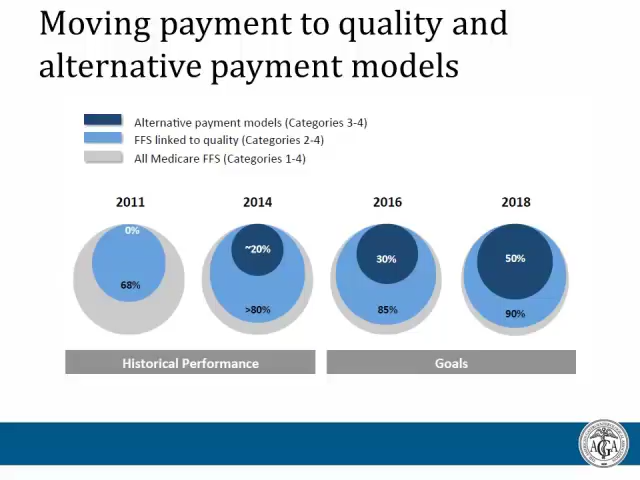 Moving payment to quality and
alternative payment models
Alternative payment models (Categories 3-4)
FFS linked to quality (Categories 2-4)
All Medicare FFS (Categories 1-4)
2011 2014 2016 2018
0% ~20% 30% 50%
68% >80% 85% 90%
Historical Performance Goals
ACG